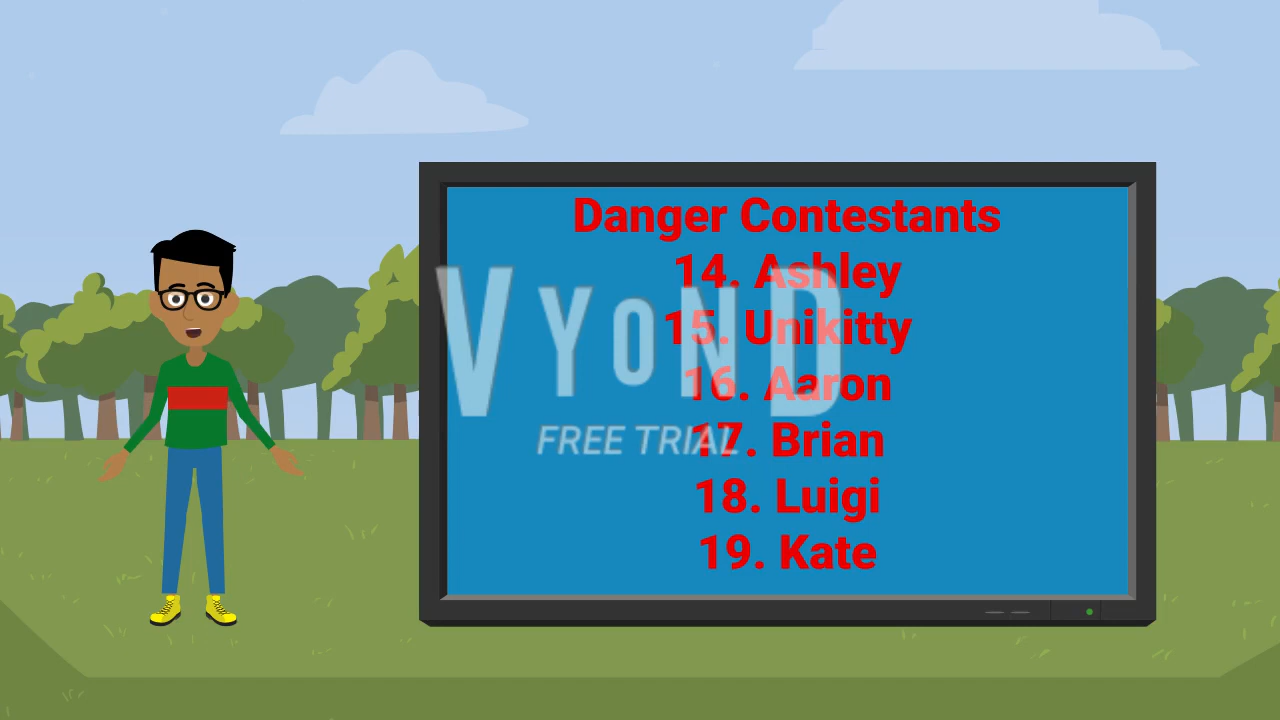 Danger Contestants
14. Ashley
15. Unikitty
16. Aaron
17. Brian
18. Luigi
19. Kate
VYOND
FREE TRIAL